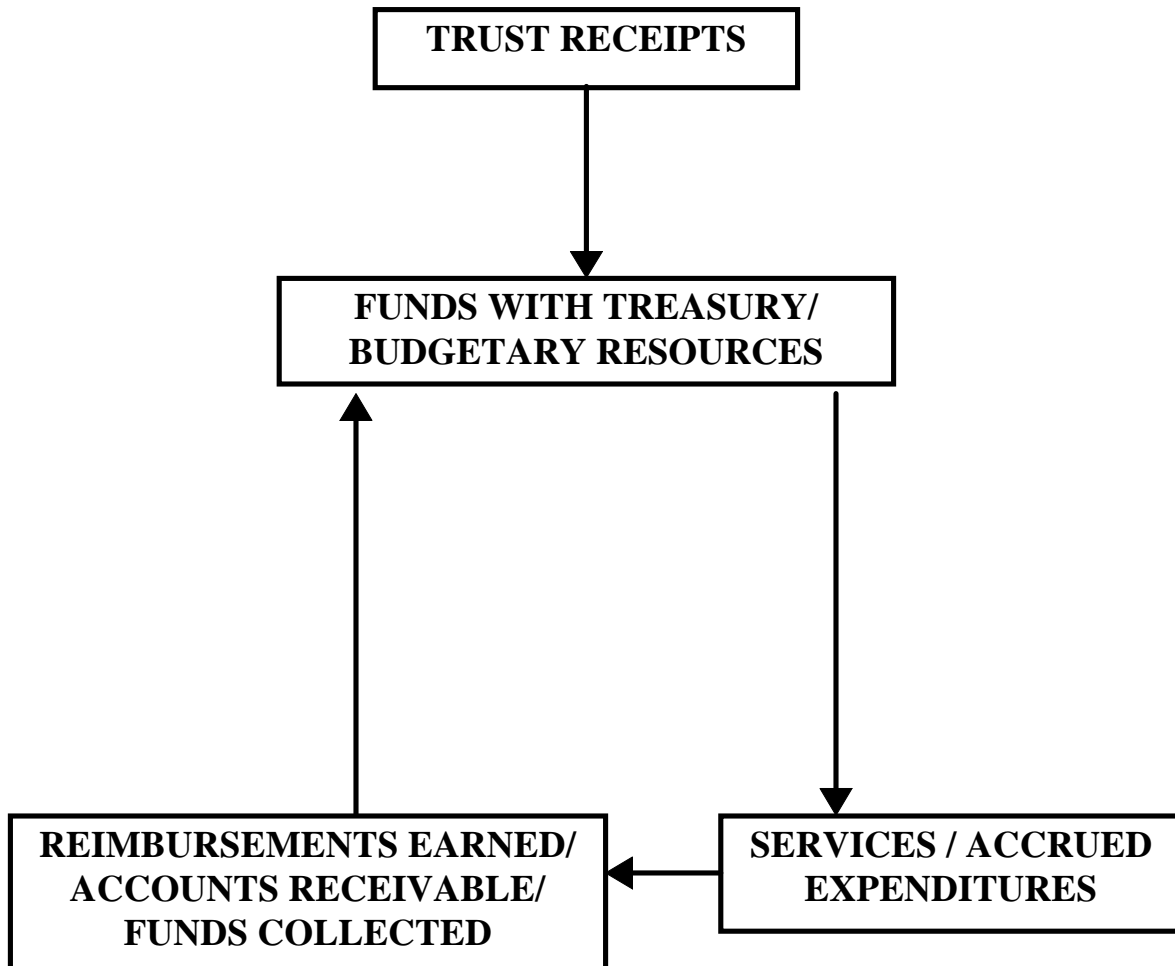 TRUST RECEIPTS
FUNDS WITH TREASURY/
BUDGETARY RESOURCES
REIMBURSEMENTS EARNED/
ACCOUNTS RECEIVABLE/
FUNDS COLLECTED
SERVICES / ACCRUED
EXPENDITURES